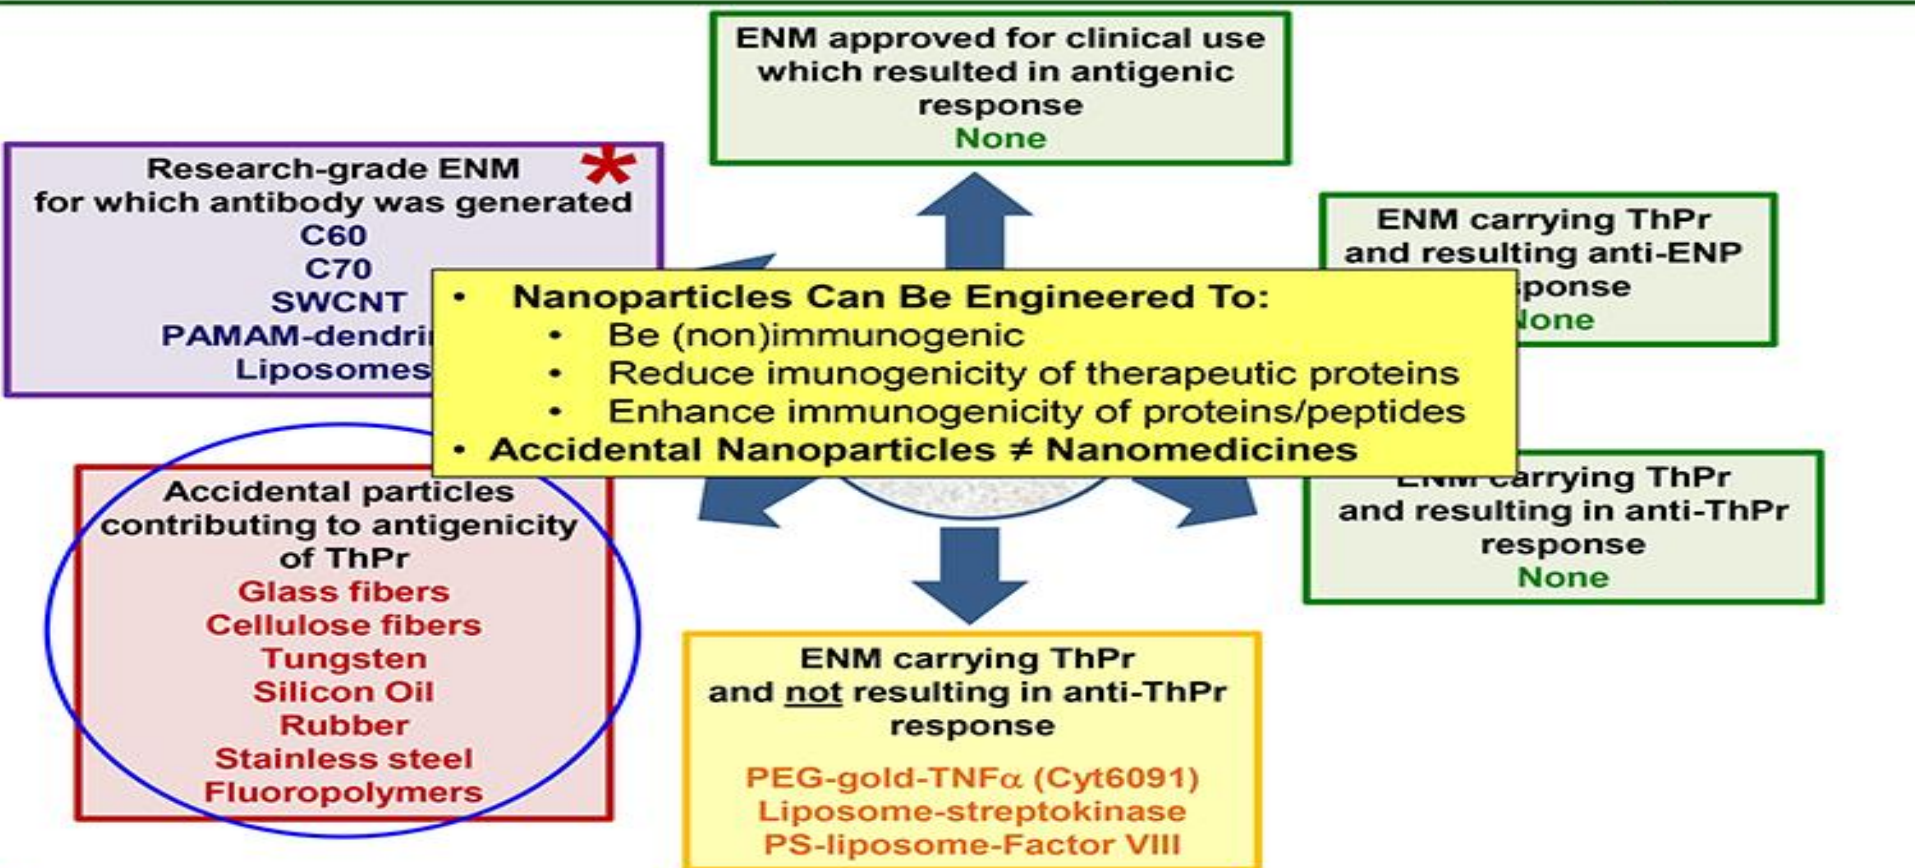 ENM approved for clinical use
which resulted in antigenic
response
None
Research-grade ENM *
for which antibody was generated
C60
C70
SWCNT
PAMAM-dendri
Liposomes
ENM carrying ThPr
and resulting anti-ENP
sponse
None
• Nanoparticles Can Be Engineered To:
• Be (non)immunogenic
• Reduce imunogenicity of therapeutic proteins
• Enhance immunogenicity of proteins/peptides
• Accidental Nanoparticles ≠ Nanomedicines
Accidental particles
contributing to antigenicity
of ThPr
Glass fibers
Cellulose fibers
Tungsten
Silicon Oil
Rubber
Stainless steel
Fluoropolymers
ENM carrying ThPr
and resulting in anti-ThPr
response
None
ENM carrying ThPr
and not resulting in anti-ThPr
response
PEG-gold-TNFα (Cyt6091)
Liposome-streptokinase
PS-liposome-Factor VIII